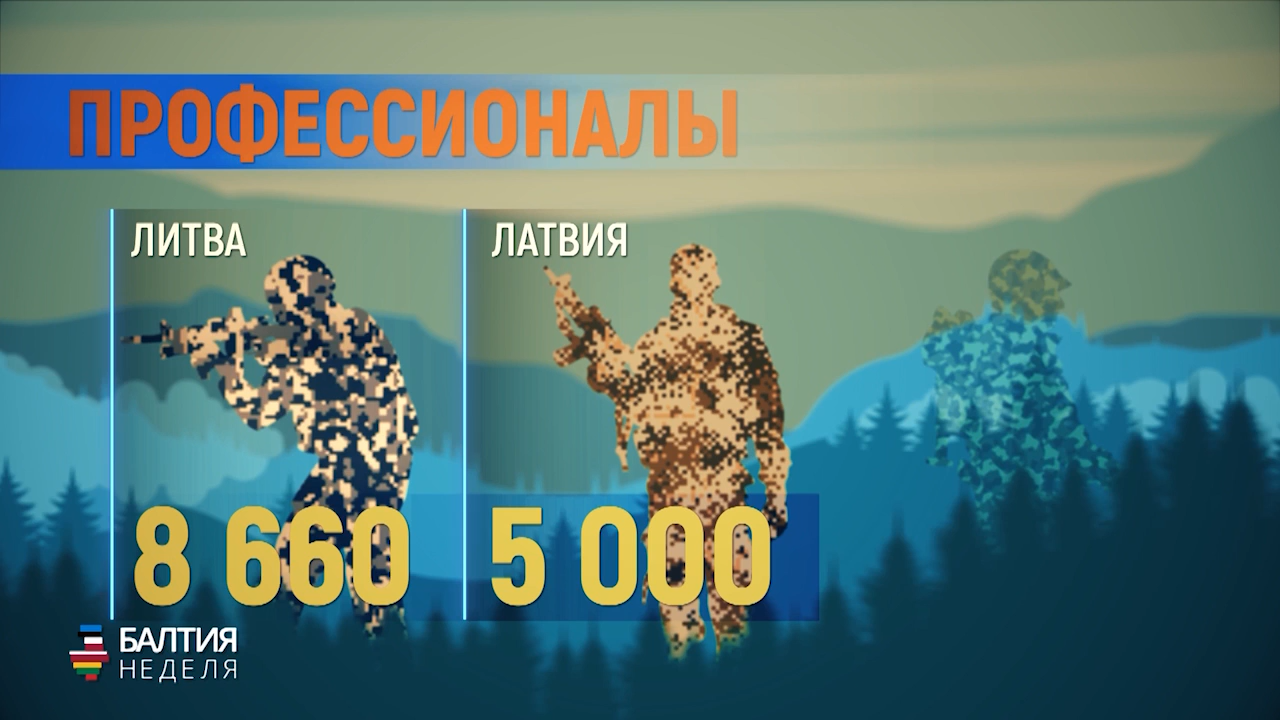 ПРОФЕССИОНАЛЫ
ЛИТВА
8 660
ЛАТВИЯ
5 000
БАЛТИЯ
НЕДЕЛЯ